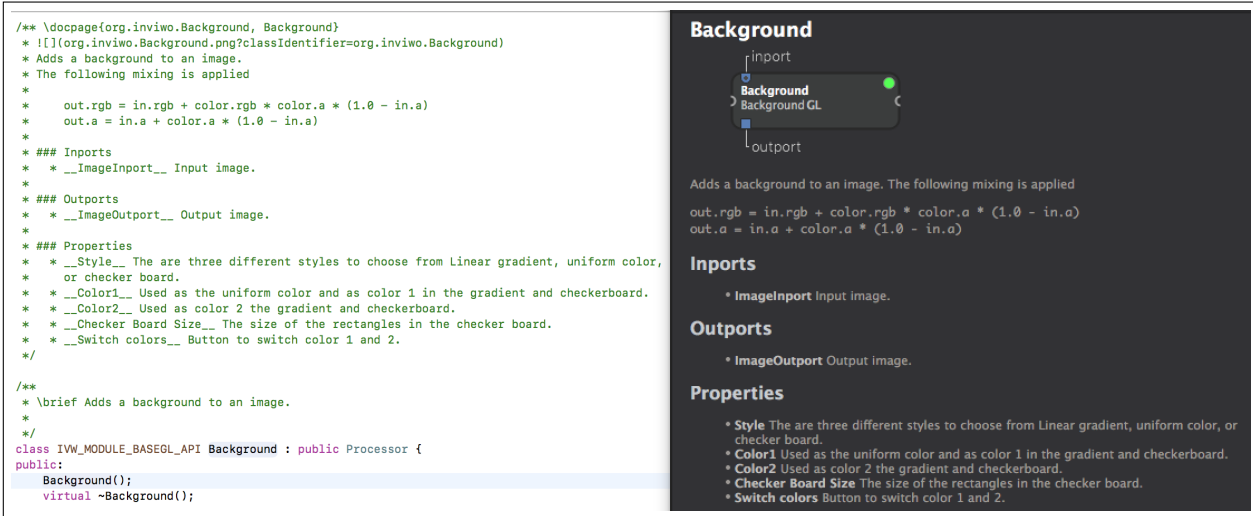 /** \docpage{org.inviwo.Background, Background}
* ![](org.inviwo.Background.png?classIdentifier=org.inviwo.Background)
* Adds a background to an image.
* The following mixing is applied
*
*     out.rgb = in.rgb + color.rgb * color.a * (1.0 - in.a)
*     out.a = in.a + color.a * (1.0 - in.a)
*
* ### Inports
*   * __ImageInport__ Input image.
*
* ### Outports
*   * __ImageOutport__ Output image.
*
* ### Properties
*   * __Style__ The are three different styles to choose from Linear gradient, uniform color,
*     or checker board.
*   * __Color1__ Used as the uniform color and as color 1 in the gradient and checkerboard.
*   * __Color2__ Used as color 2 the gradient and checkerboard.
*   * __Checker Board Size__ The size of the rectangles in the checker board.
*   * __Switch colors__ Button to switch color 1 and 2.
*/
/**
* \brief Adds a background to an image.
*
*/
class IVW_MODULE_BASEGL_API Background : public Processor {
public:
    Background();
    virtual ~Background();
Background
inport
Background
Background GL
outport
Adds a background to an image. The following mixing is applied
out.rgb = in.rgb + color.rgb * color.a * (1.0 - in.a)
out.a = in.a + color.a * (1.0 - in.a)
Inports
• ImageInport Input image.
Outports
• ImageOutport Output image.
Properties
• Style The are three different styles to choose from Linear gradient, uniform color, or
checker board.
• Color1 Used as the uniform color and as color 1 in the gradient and checkerboard.
• Color2 Used as color 2 the gradient and checkerboard.
• Checker Board Size The size of the rectangles in the checker board.
• Switch colors Button to switch color 1 and 2.